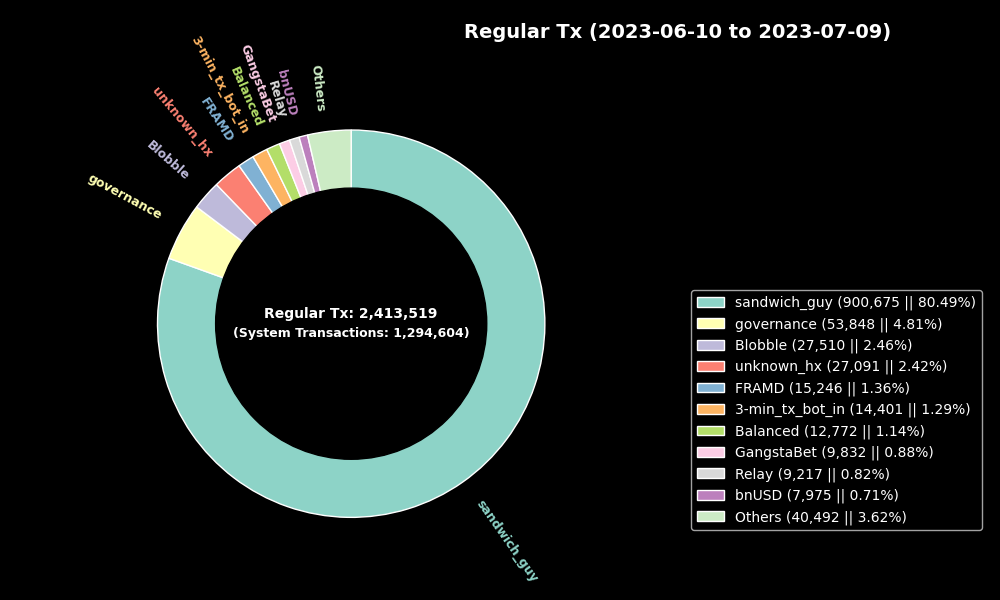 Regular Tx (2023-06-10 to 2023-07-09)
Others
bnUSD
Relay
GangstaBet
Balanced
3-min_tx_bot_in
FRAMD
unknown_hx
Blobble
governance
sandwich_guy
Regular Tx: 2,413,519
(System Transactions: 1,294,604)
sandwich_guy (900,675 || 80.49%)
governance (53,848 || 4.81%)
Blobble (27,510 || 2.46%)
unknown_hx (27,091 || 2.42%)
FRAMD (15,246 || 1.36%)
3-min_tx_bot_in (14,401 || 1.29%)
Balanced (12,772 || 1.14%)
GangstaBet (9,832 || 0.88%)
Relay (9,217 || 0.82%)
bnUSD (7,975 || 0.71%)
Others (40,492 || 3.62%)